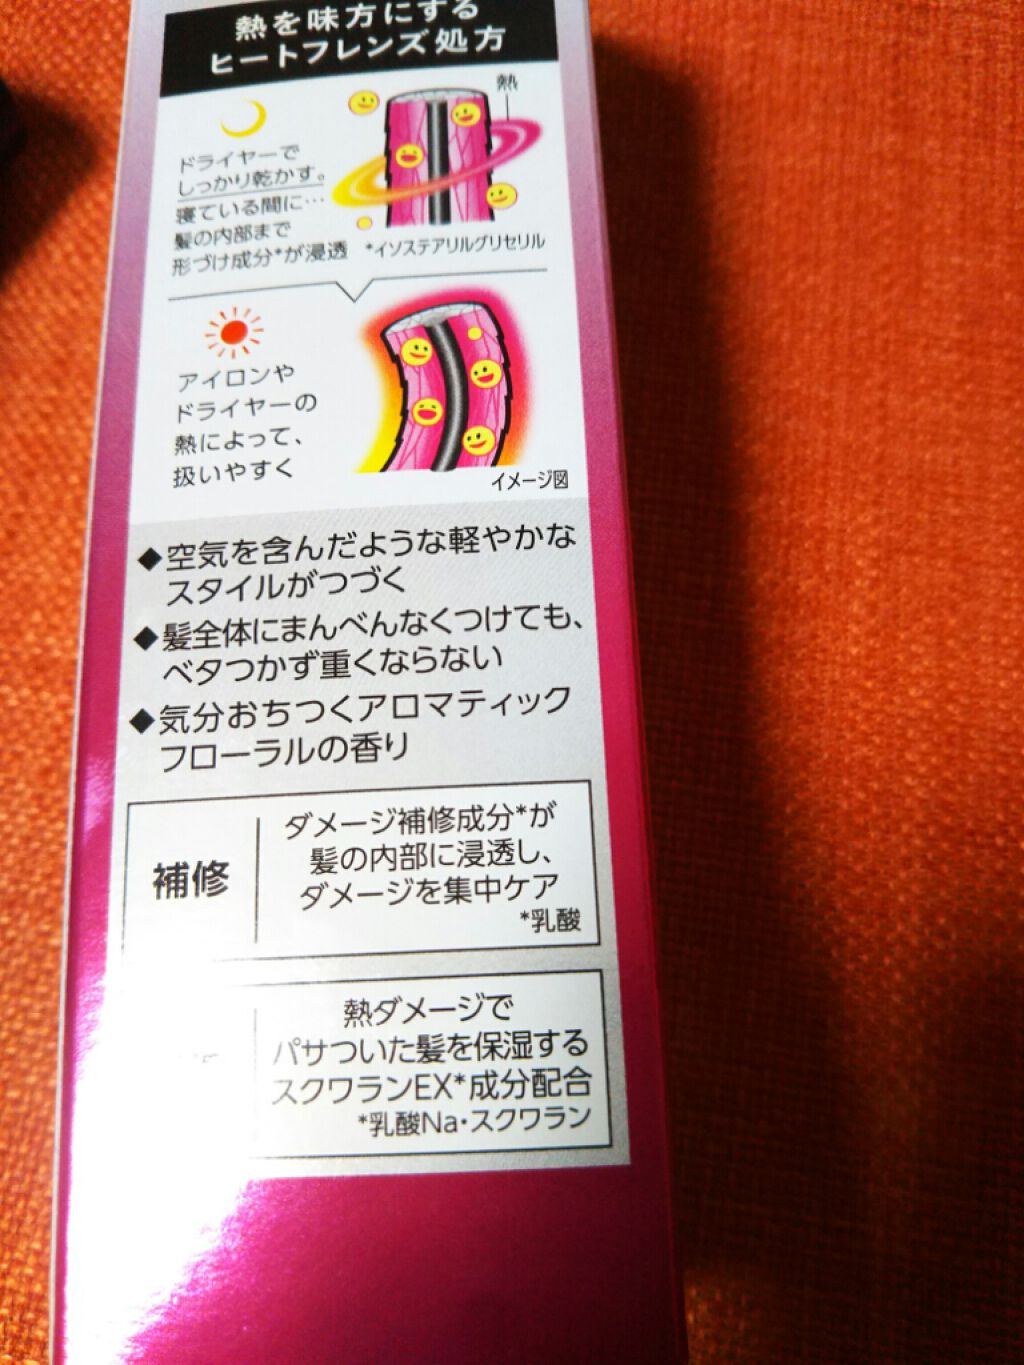 熱を味方にする
ヒートフレンズ処方
熱
ドライヤーで
しっかり乾かす。
寝ている間に…
髪の内部まで
形づけ成分*が浸透
*イソステアリルグリセリル
アイロンや
ドライヤーの
熱によって、
扱いやすく
イメージ図
◆空気を含んだような軽やかな
スタイルがつづく
◆髪全体にまんべんなくつけても、
ベタつかず重くならない
◆気分おちつくアロマティック
フローラルの香り
補修
ダメージ補修成分*が
髪の内部に浸透し、
ダメージを集中ケア
*乳酸
熱ダメージで
パサついた髪を保湿する
スクワランEX*成分配合
*乳酸Na・スクワラン